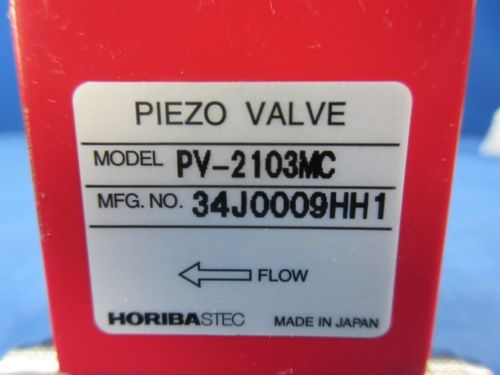 PIEZO VALVE
MODEL PV-2103MC
MFG. NO. 34J0009HH1
FLOW
HORIBASTEC MADE IN JAPAN